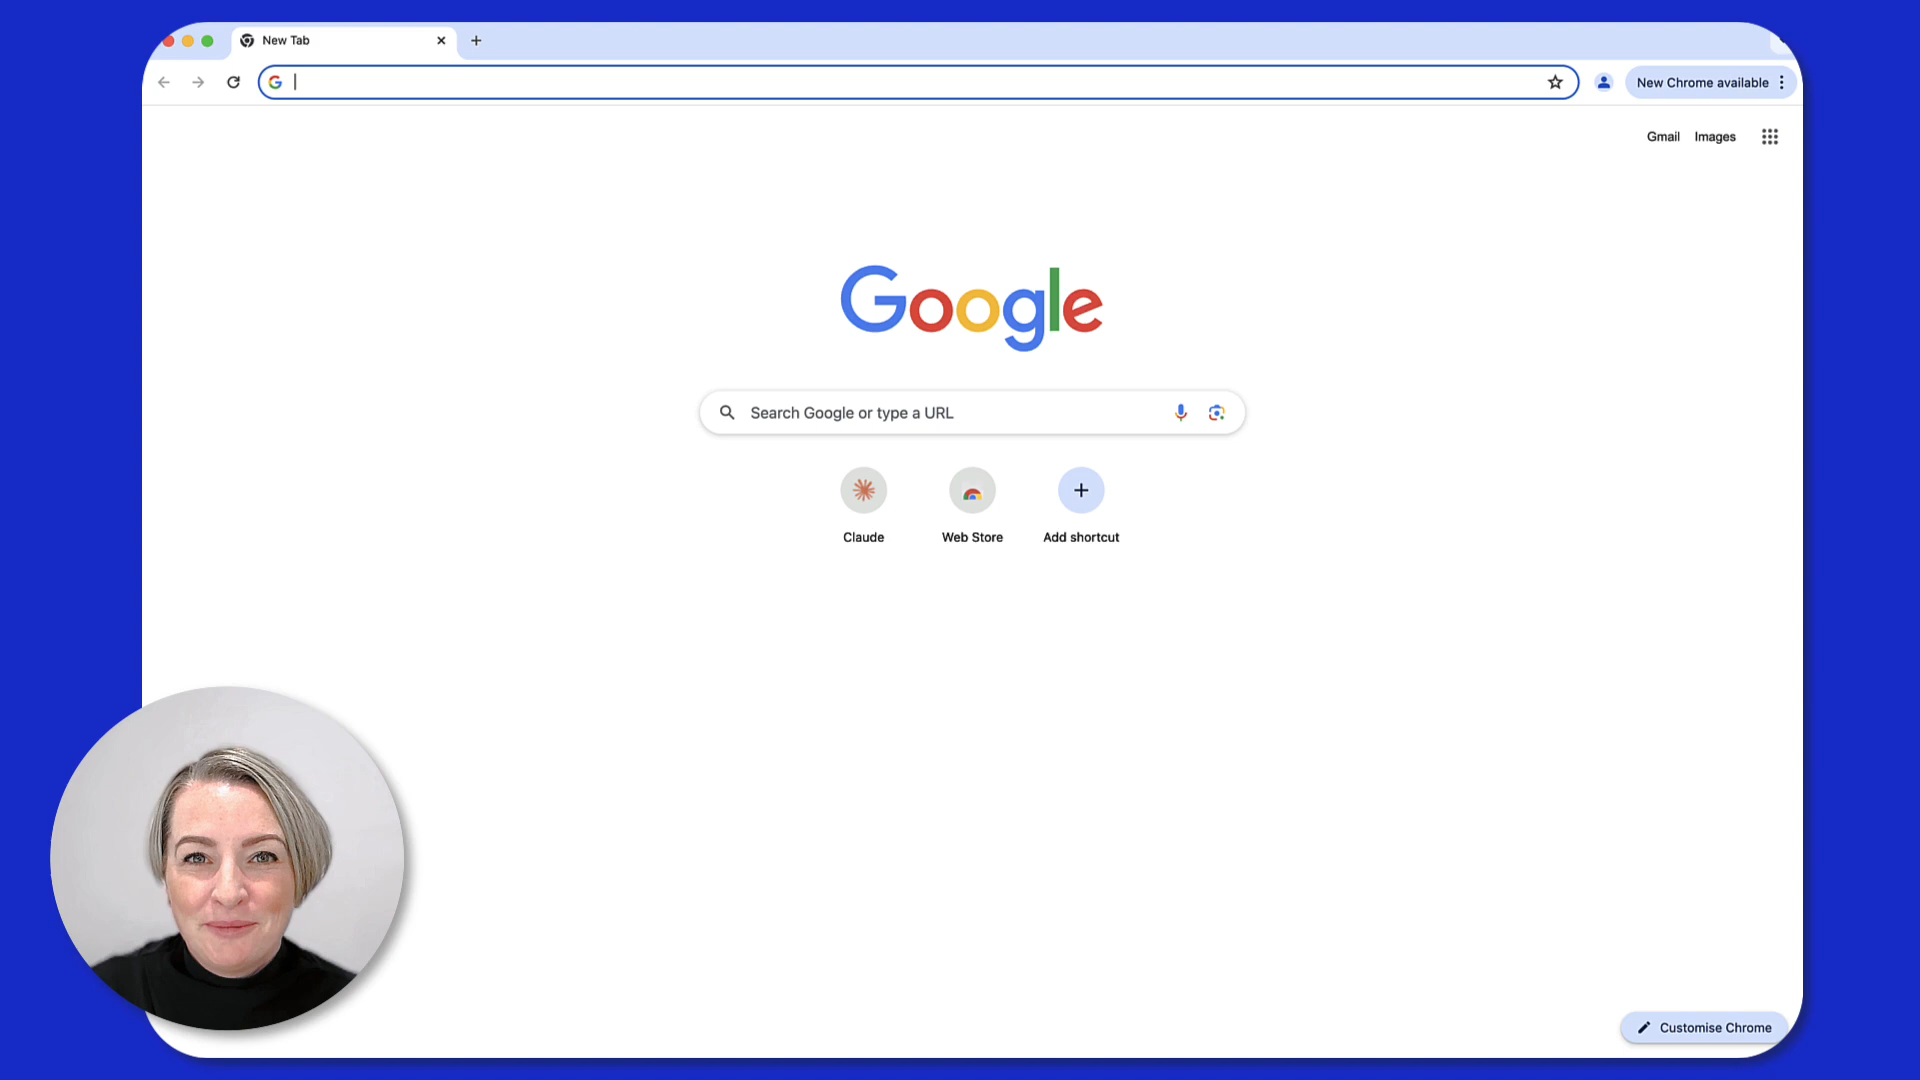 New Tab
New Chrome available
Gmail Images
Google
Search Google or type a URL
Claude Web Store Add shortcut
Customise Chrome